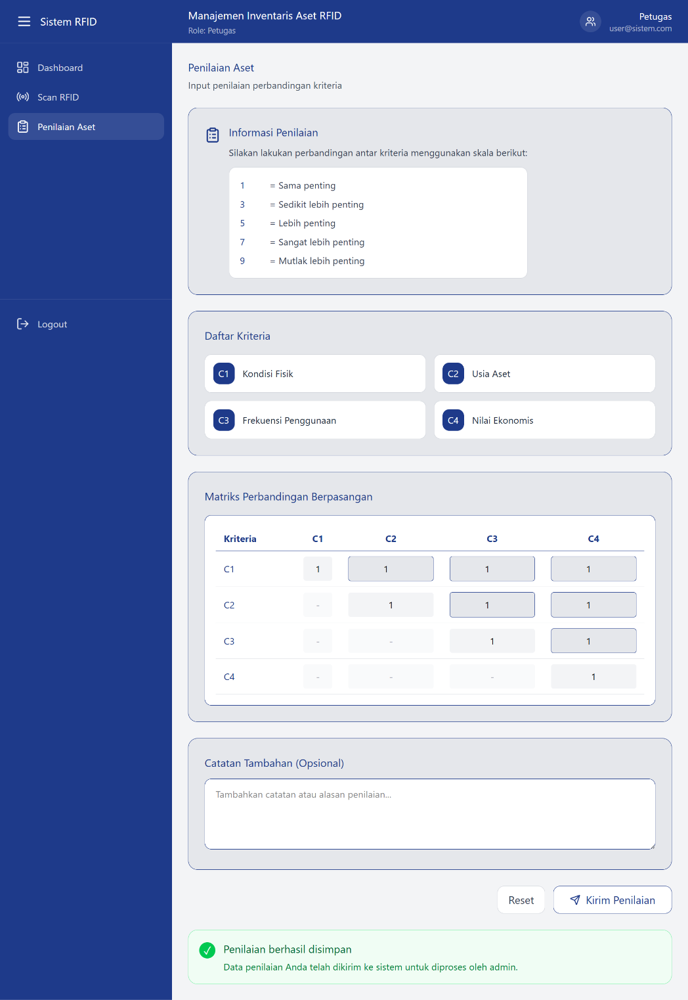 Sistem RFID
Manajemen Inventaris Aset RFID
Role: Petugas
Petugas
user@sistem.com
Dashboard
Scan RFID
Penilaian Aset
Logout
Penilaian Aset
Input penilaian perbandingan kriteria
Informasi Penilaian
Silakan lakukan perbandingan antar kriteria menggunakan skala berikut:
1 = Sama penting
3 = Sedikit lebih penting
5 = Lebih penting
7 = Sangat lebih penting
9 = Mutlak lebih penting
Daftar Kriteria
C1 Kondisi Fisik
C2 Usia Aset
C3 Frekuensi Penggunaan
C4 Nilai Ekonomis
Matriks Perbandingan Berpasangan
Kriteria C1 C2 C3 C4
C1 1 1 1 1
C2 - 1 1 1
C3 - - 1 1
C4 - - - 1
Catatan Tambahan (Opsional)
Tambahkan catatan atau alasan penilaian...
Reset
Kirim Penilaian
Penilaian berhasil disimpan
Data penilaian Anda telah dikirim ke sistem untuk diproses oleh admin.